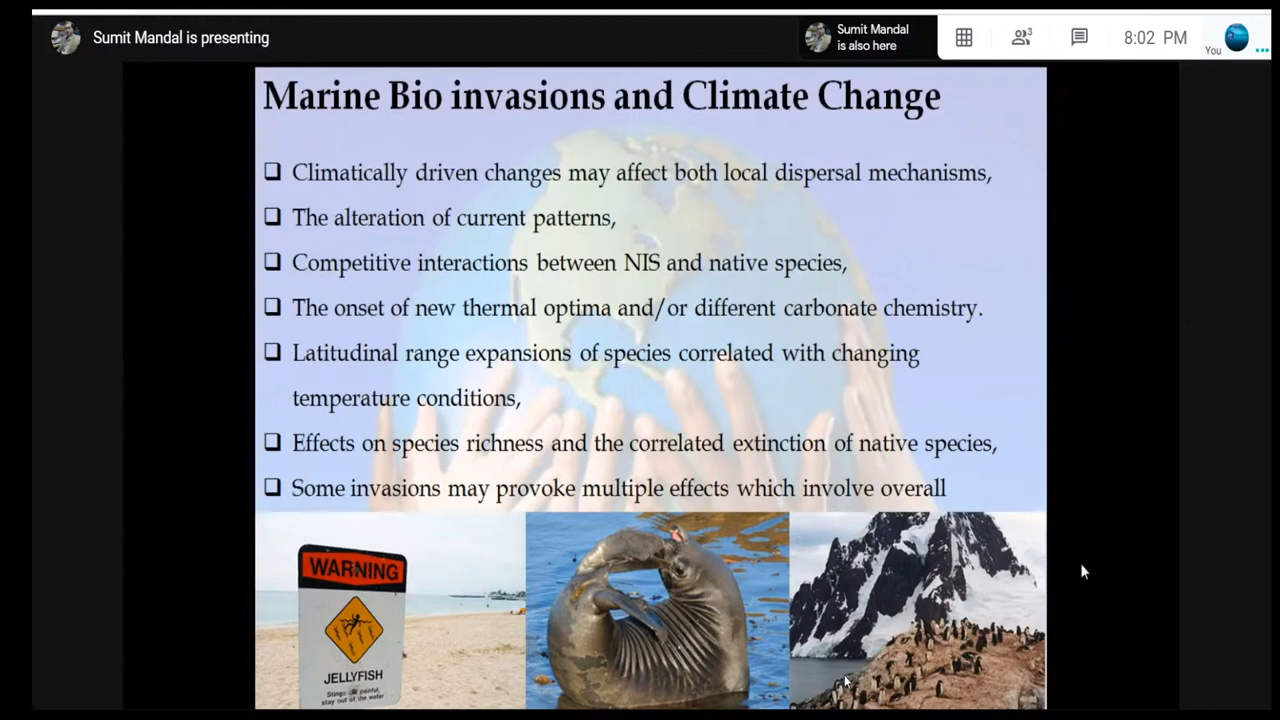 Sumit Mandal is presenting
Sumit Mandal
is also here
3
8:02 PM
You
Marine Bio invasions and Climate Change
❑ Climatically driven changes may affect both local dispersal mechanisms,
❑ The alteration of current patterns,
❑ Competitive interactions between NIS and native species,
❑ The onset of new thermal optima and/or different carbonate chemistry.
❑ Latitudinal range expansions of species correlated with changing
temperature conditions,
❑ Effects on species richness and the correlated extinction of native species,
❑ Some invasions may provoke multiple effects which involve overall
WARNING
JELLYFISH
Stings painful,
stay out of the water